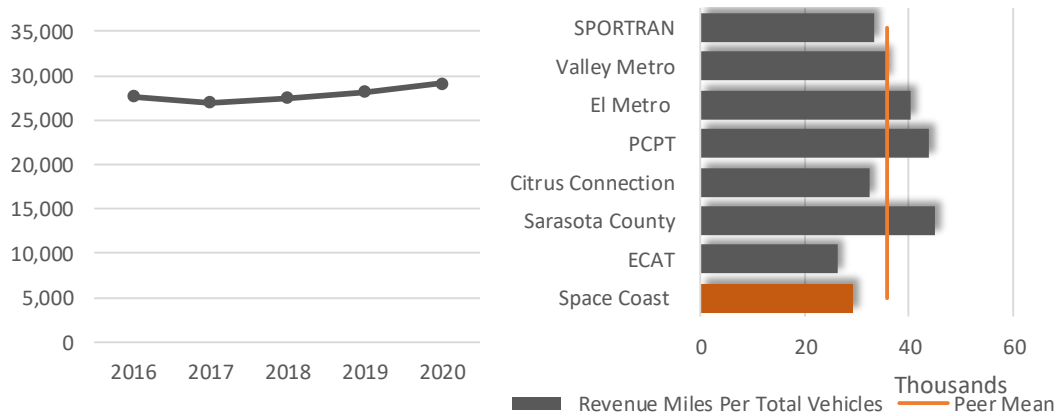 35,000
30,000
25,000
20,000
15,000
10,000
5,000
0
2016 2017 2018 2019 2020
SPORTRAN
Valley Metro
El Metro
PCPT
Citrus Connection
Sarasota County
ECAT
Space Coast
0 20 40 60
Thousands
Revenue Miles Per Total Vehicles Peer Mean